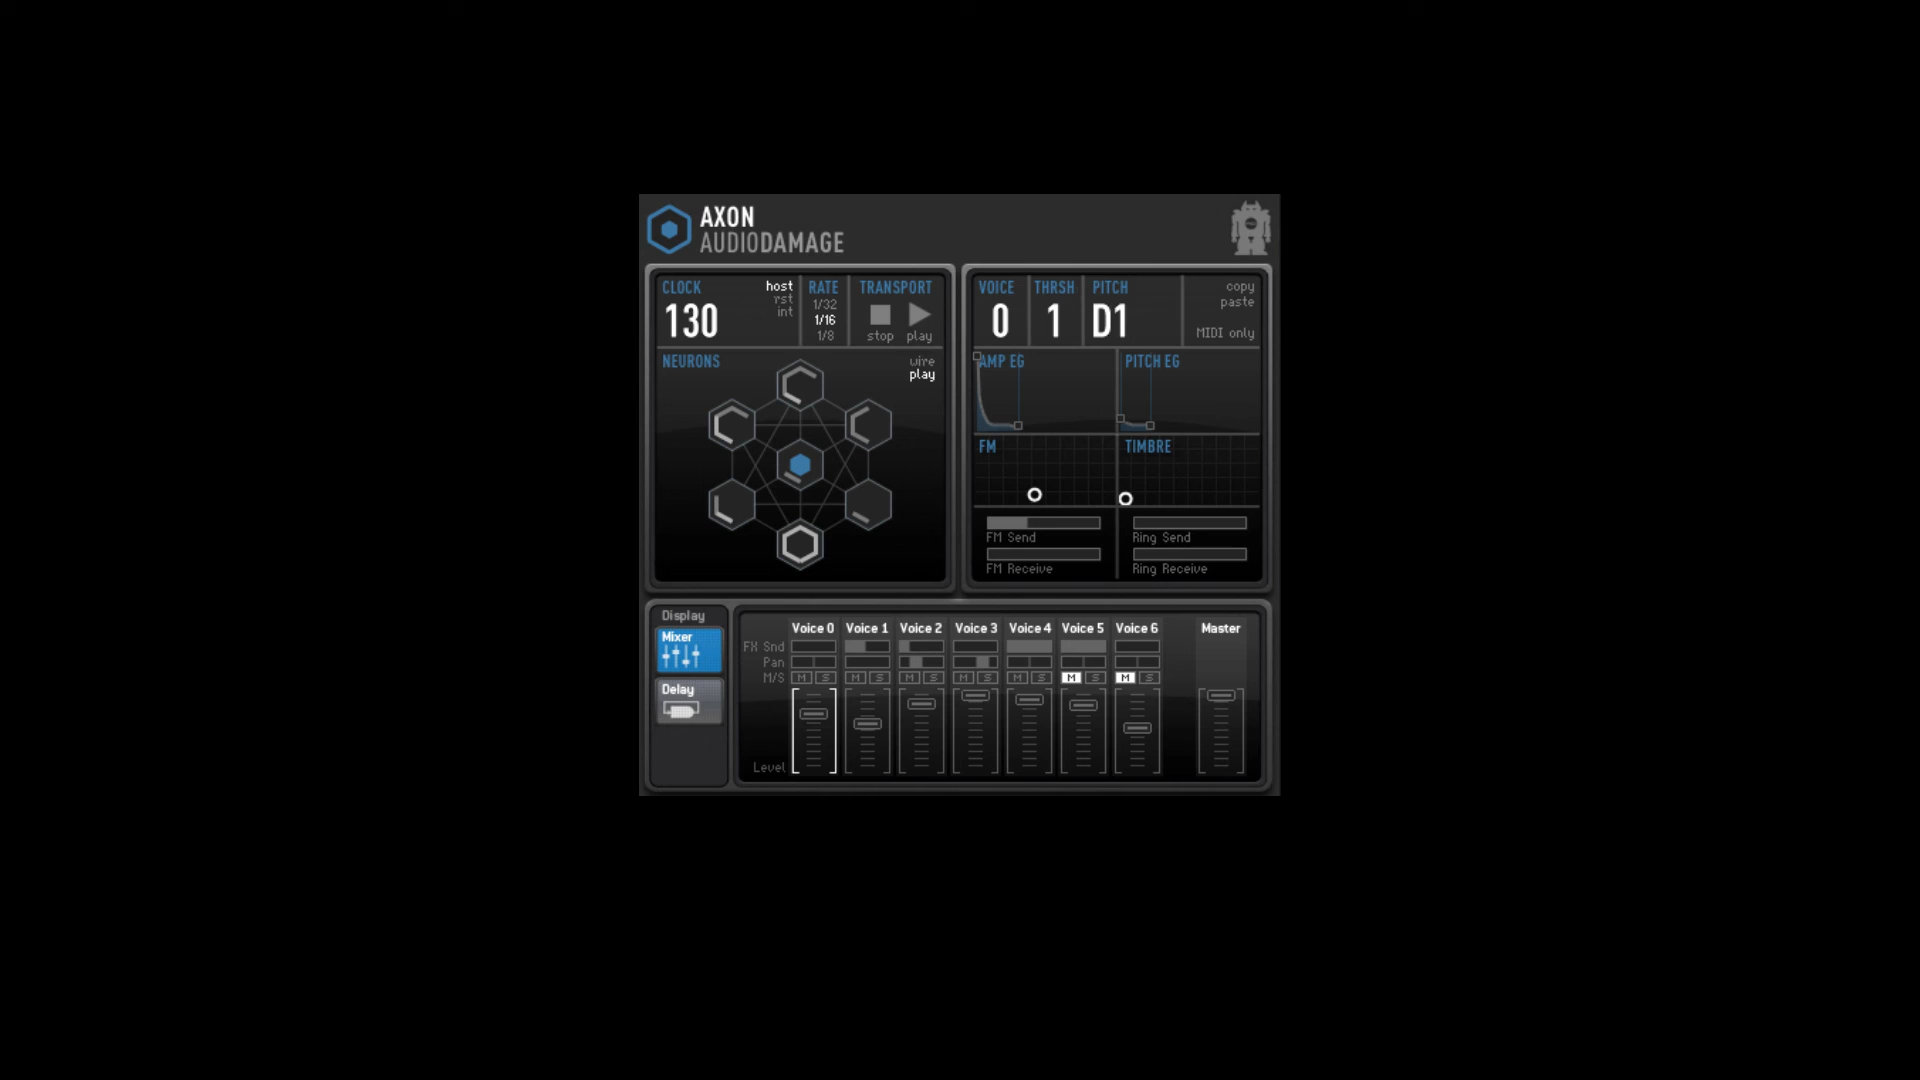 AXON
AUDIODAMAGE
CLOCK
130
host
rst
int
RATE
1/32
1/16
1/8
TRANSPORT
stop play
NEURONS
wire
play
VOICE THRSH PITCH
0 1 D1
copy
paste
MIDI only
AMP EG PITCH EG
FM TIMBRE
FM Send Ring Send
FM Receive Ring Receive
Display
Mixer
Delay
Voice 0 Voice 1 Voice 2 Voice 3 Voice 4 Voice 5 Voice 6 Master
FX Snd
Pan
M/S M S M S M S M S M S M S M S
Level